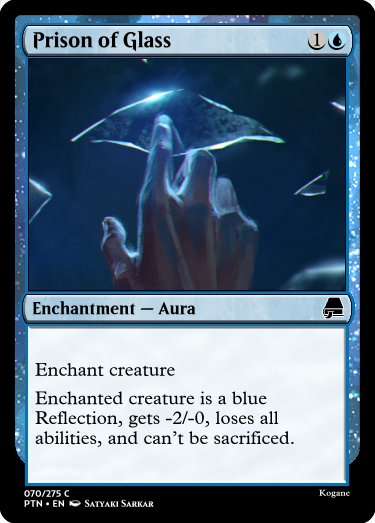 Prison of Glass 1
Enchantment — Aura
Enchant creature
Enchanted creature is a blue
Reflection, gets -2/-0, loses all
abilities, and can't be sacrificed.
070/275 C
PTN • EN Satyaki Sarkar
Kogane